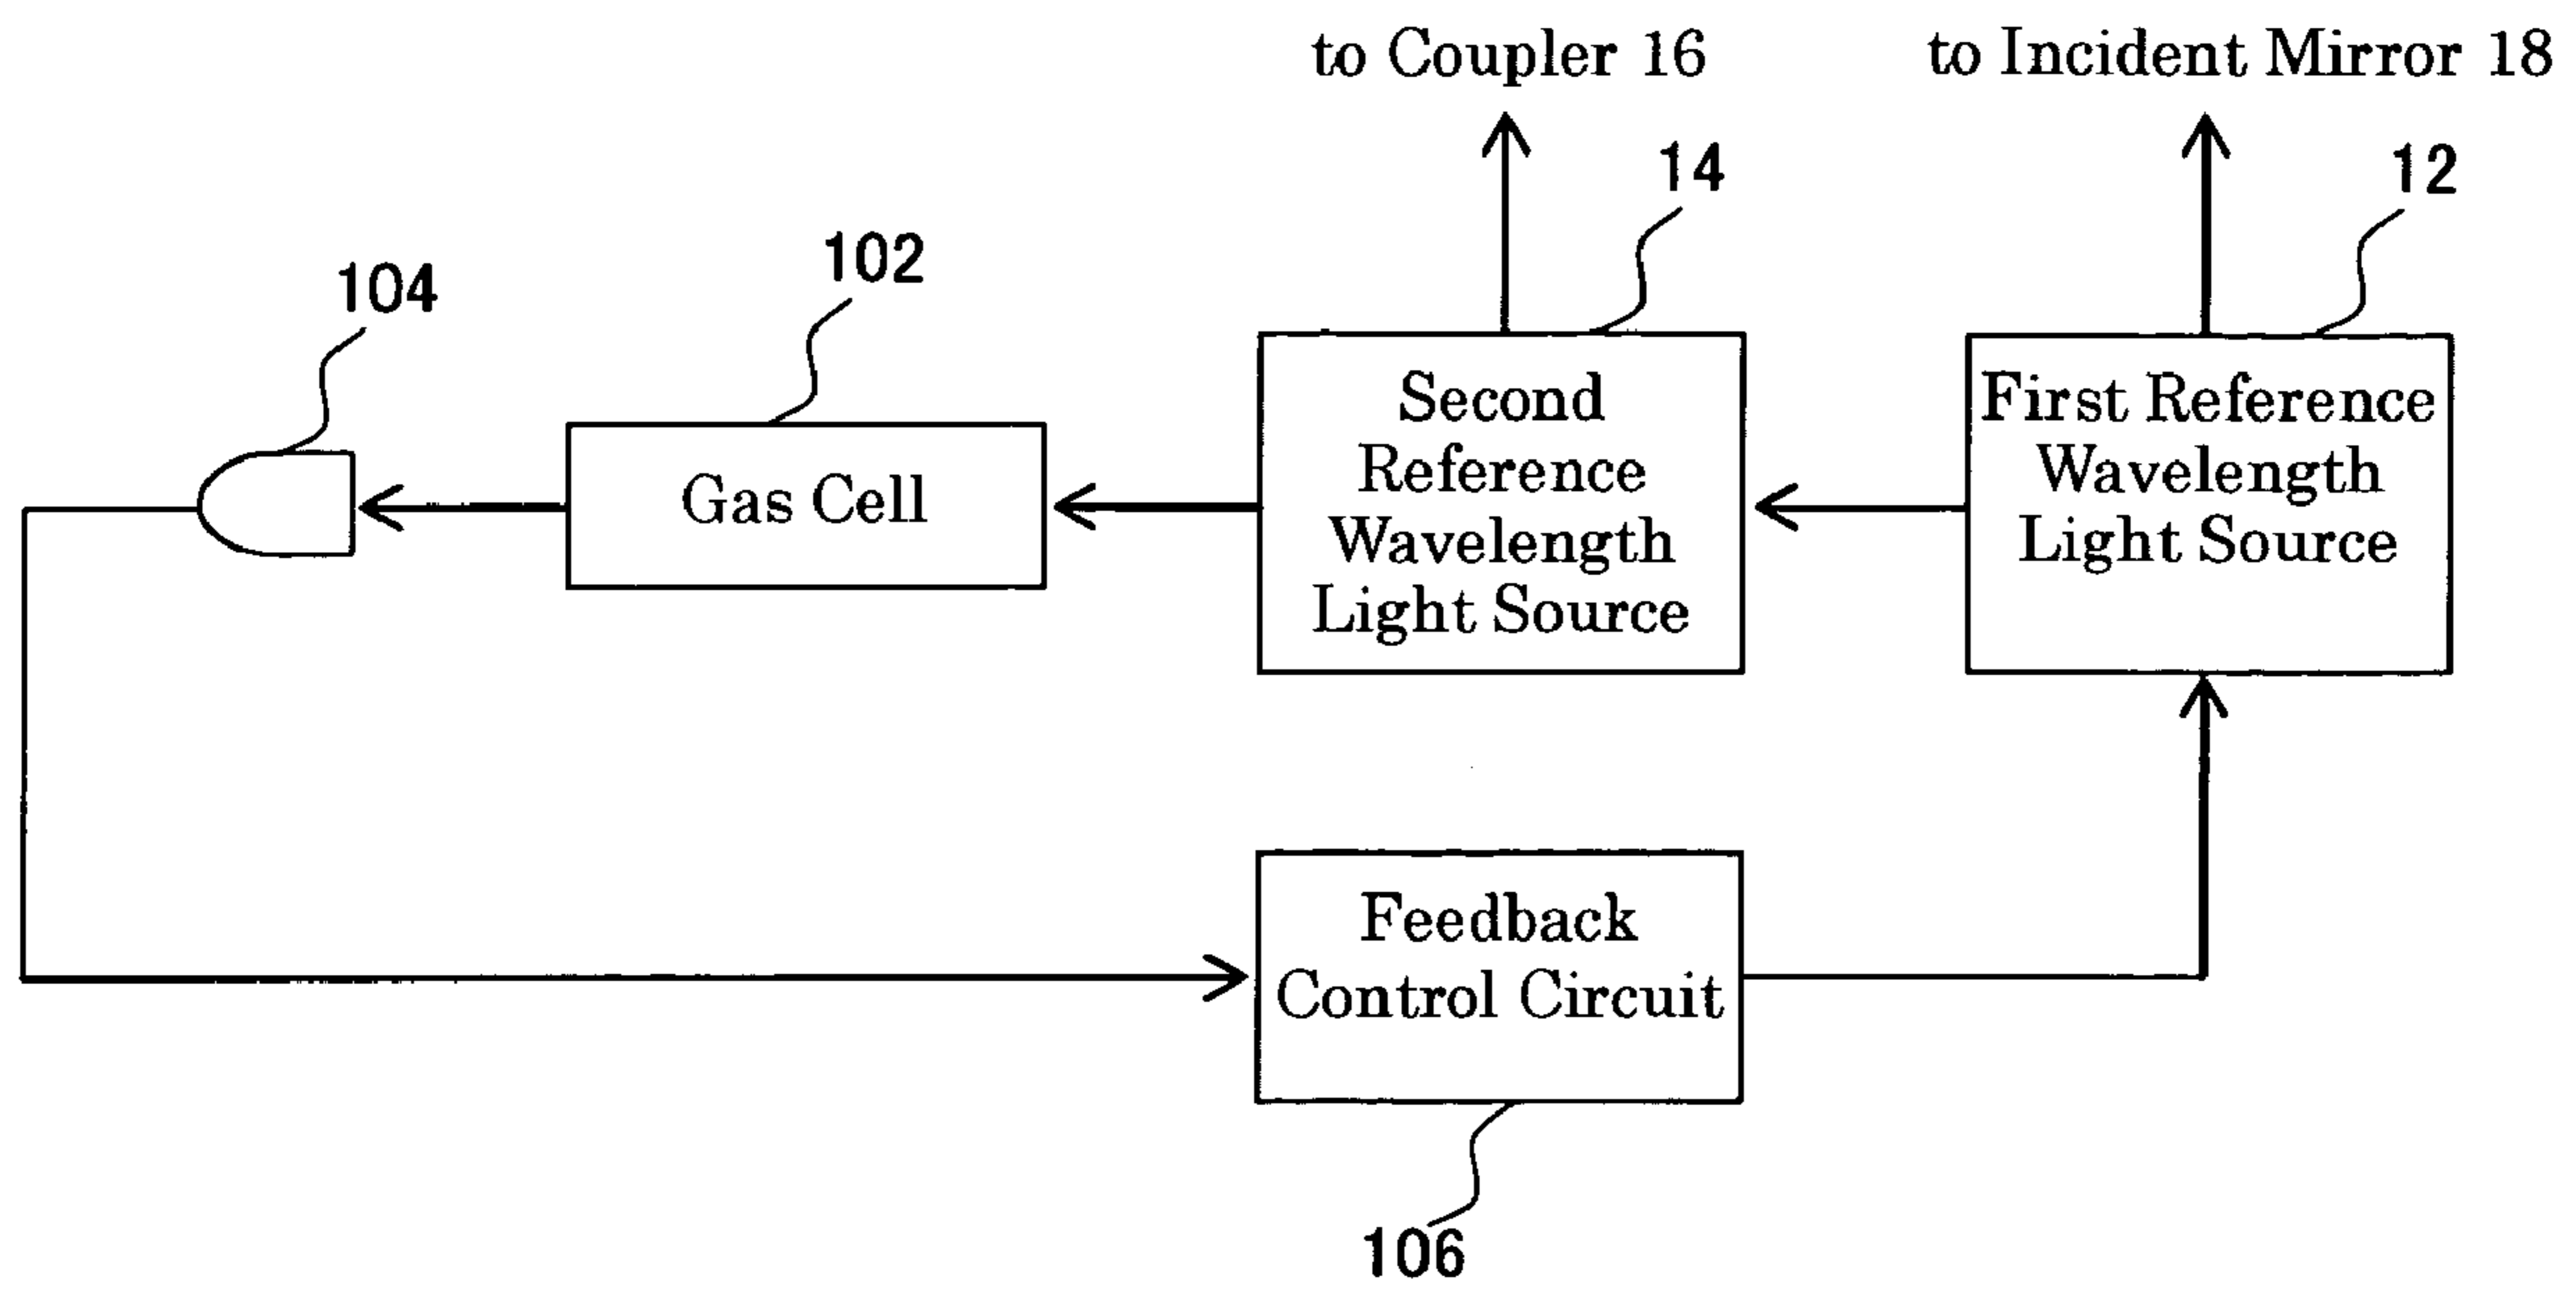 to Coupler 16
to Incident Mirror 18
14
12
102
104
Second
Reference
Wavelength
Light Source
First Reference
Wavelength
Light Source
Gas Cell
Feedback
Control Circuit
106